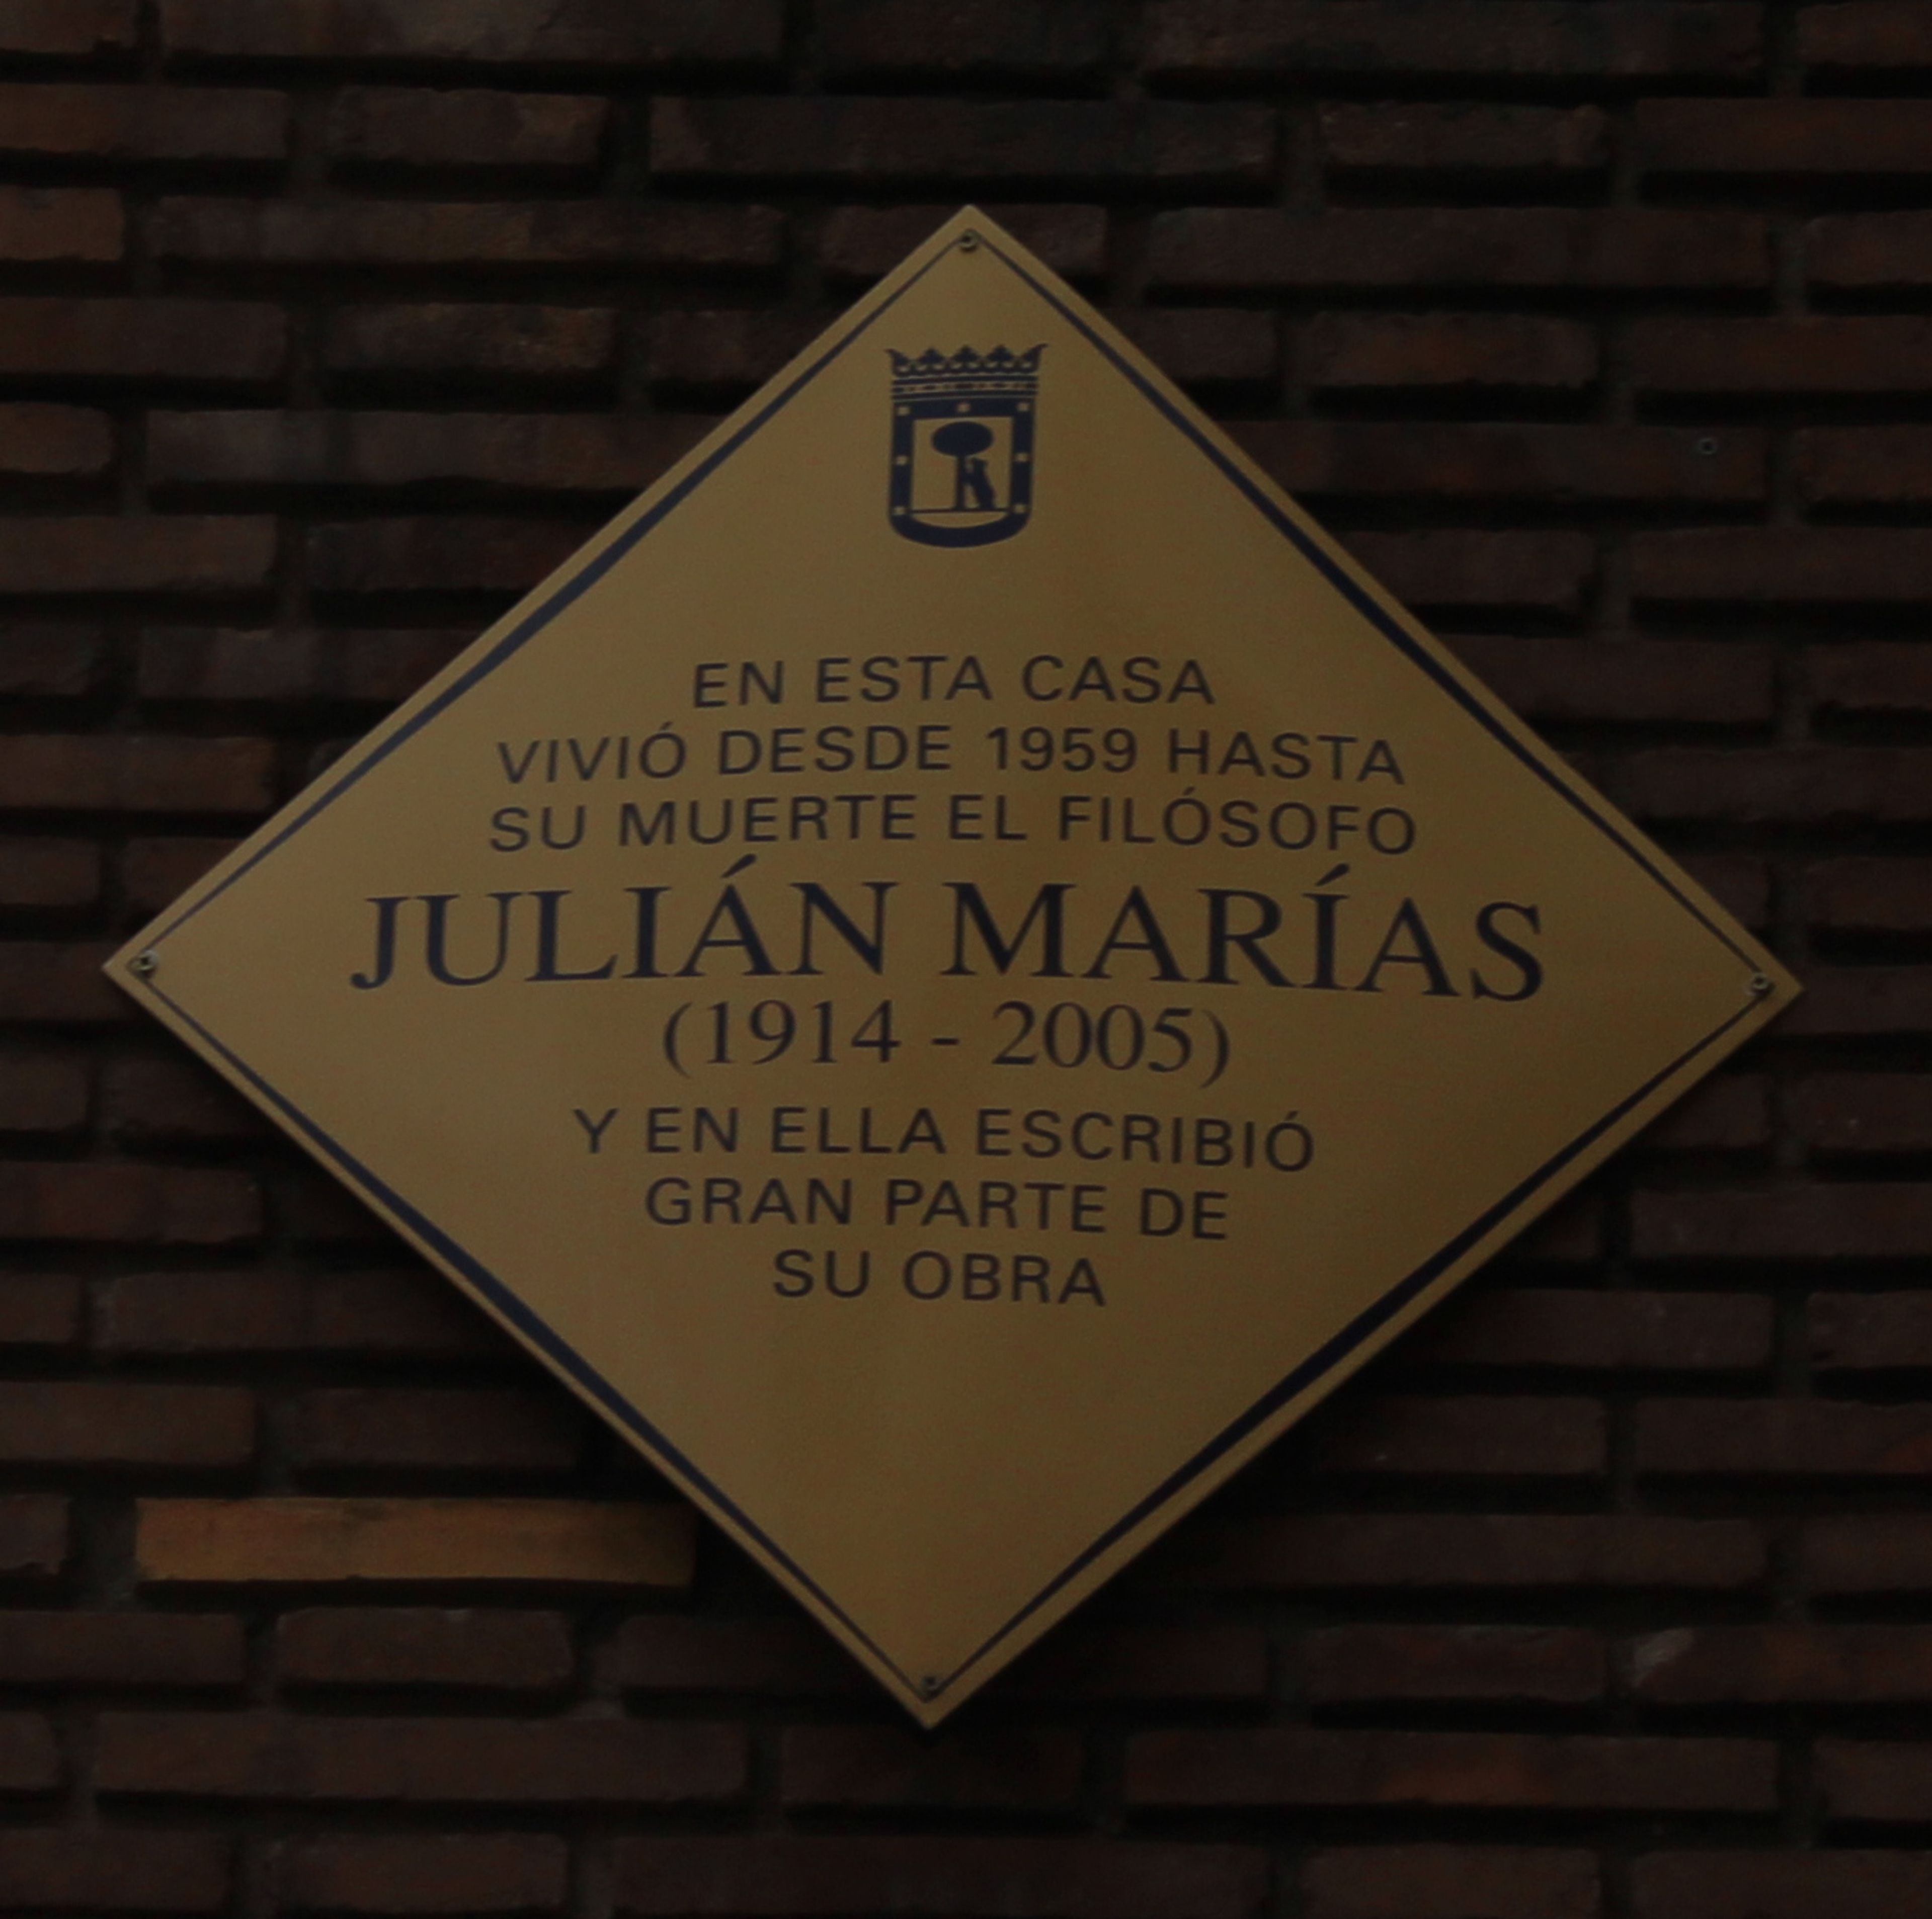 EN ESTA CASA
VIVIÓ DESDE 1959 HASTA
SU MUERTE EL FILÓSOFO
JULIÁN MARÍAS
(1914 - 2005)
Y EN ELLA ESCRIBIÓ
GRAN PARTE DE
SU OBRA